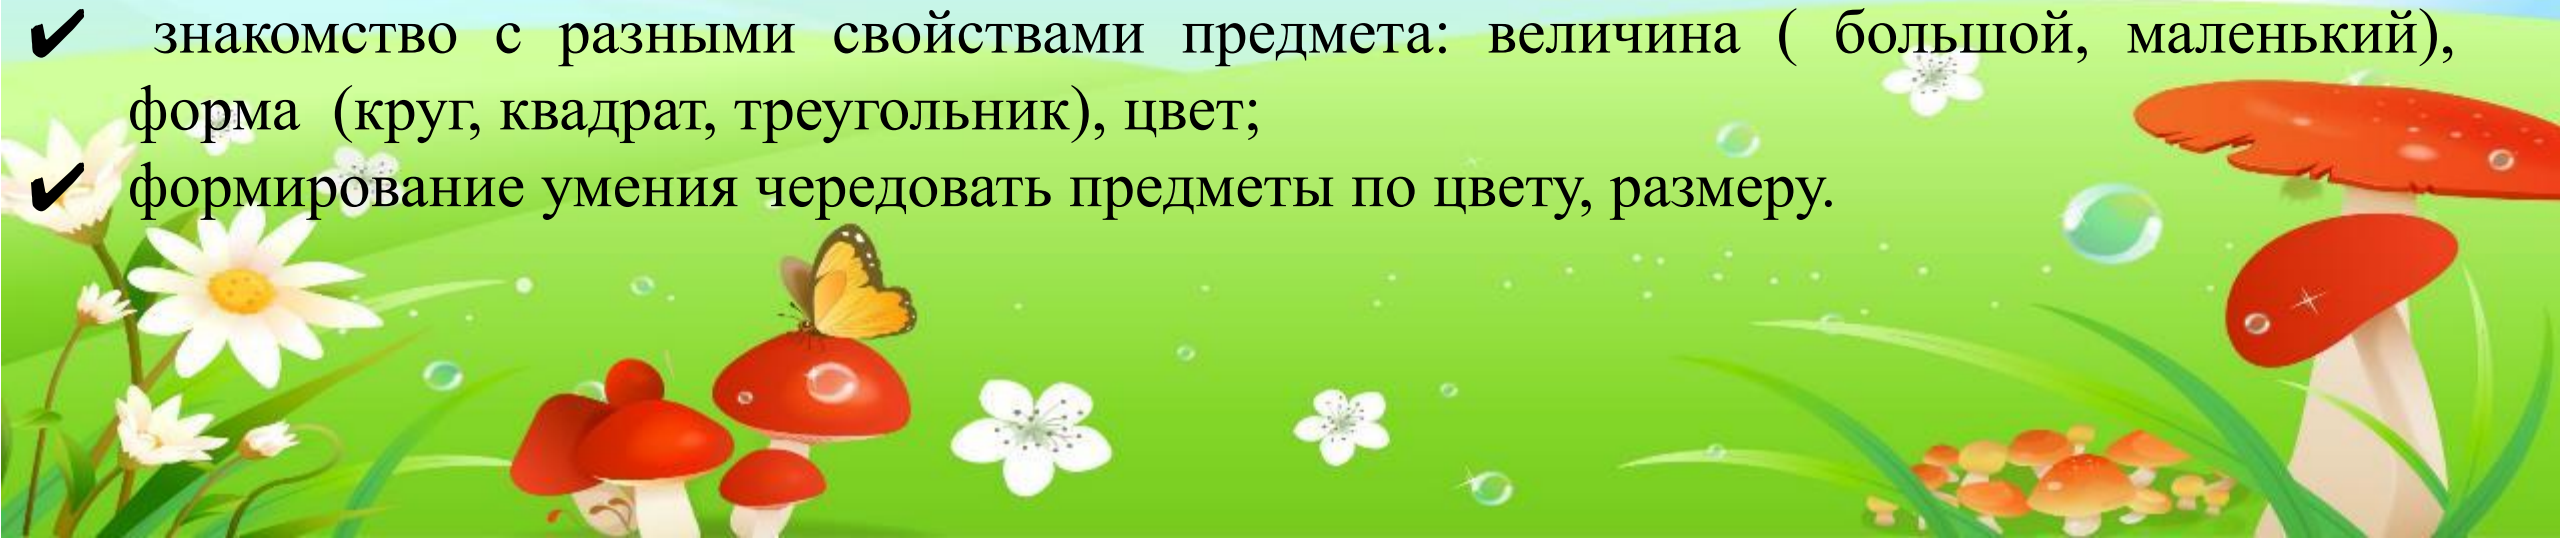 ✔ знакомство с разными свойствами предмета: величина ( большой, маленький),
форма (круг, квадрат, треугольник), цвет;
✔ формирование умения чередовать предметы по цвету, размеру.